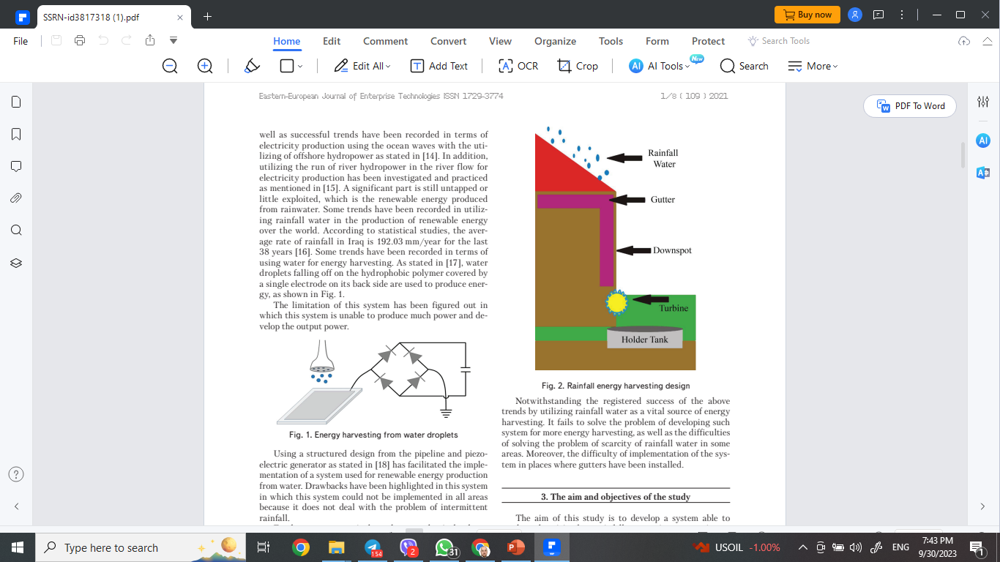 SSRN-id3817318 (1).pdf
Buy now
File
Home Edit Comment Convert View Organize Tools Form Protect Search Tools
Edit All Add Text OCR Crop AI AI Tools New Search More
Eastern-European Journal of Enterprise Technologies ISSN 1729-3774
1/8 ( 109 ) 2021
PDF To Word
AI
well as successful trends have been recorded in terms of
electricity production using the ocean waves with the uti-
lizing of offshore hydropower as stated in [14]. In addition,
utilizing the run of river hydropower in the river flow for
electricity production has been investigated and practiced
as mentioned in [15]. A significant part is still untapped or
little exploited, which is the renewable energy produced
from rainwater. Some trends have been recorded in utiliz-
ing rainfall water in the production of renewable energy
over the world. According to statistical studies, the aver-
age rate of rainfall in Iraq is 192.03 mm/year for the last
38 years [16]. Some trends have been recorded in terms of
using water for energy harvesting. As stated in [17], water
droplets falling off on the hydrophobic polymer covered by
a single electrode on its back side are used to produce ener-
gy, as shown in Fig. 1.
The limitation of this system has been figured out in
which this system is unable to produce much power and de-
velop the output power.
Fig. 1. Energy harvesting from water droplets
Using a structured design from the pipeline and piezo-
electric generator as stated in [18] has facilitated the imple-
mentation of a system used for renewable energy production
from water. Drawbacks have been highlighted in this system
in which this system could not be implemented in all areas
because it does not deal with the problem of intermittent
rainfall.
Rainfall
Water
Gutter
Downspot
Turbine
Holder Tank
Fig. 2. Rainfall energy harvesting design
Notwithstanding the registered success of the above
trends by utilizing rainfall water as a vital source of energy
harvesting. It fails to solve the problem of developing such
system for more energy harvesting, as well as the difficulties
of solving the problem of scarcity of rainfall water in some
areas. Moreover, the difficulty of implementation of the sys-
tem in places where gutters have been installed.
3. The aim and objectives of the study
The aim of this study is to develop a system able to
Type here to search
154
2
31
USOIL -1.00%
ENG
7:43 PM
9/30/2023
1